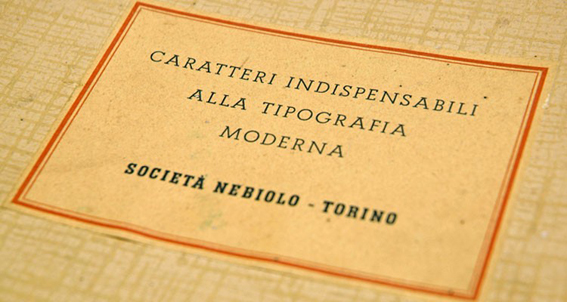 CARATTERI INDISPENSABILI
ALLA TIPOGRAFIA
MODERNA
SOCIETÀ NEBIOLO - TORINO